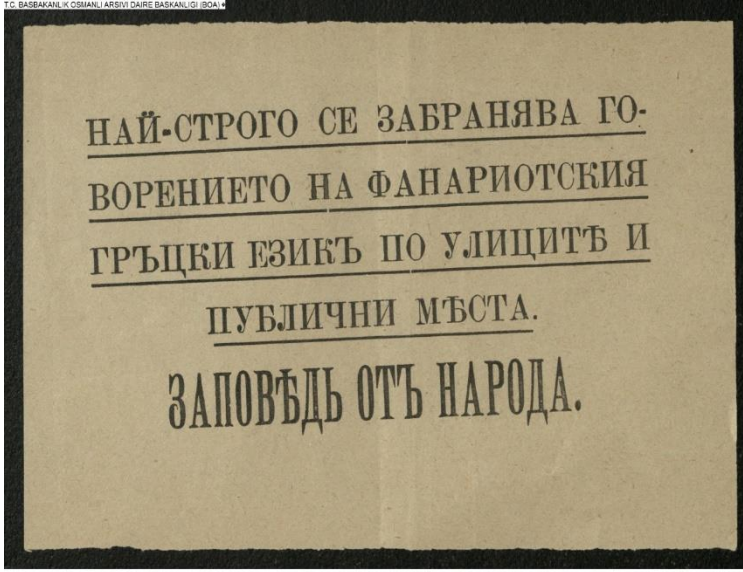 T.C. BASBAKANLIK OSMANLI ARSIVI DAIRE BASKANLIGI (BOA)
НАЙ-СТРОГО СЕ ЗАБРАНЯВА ГО-
ВОРЕНИЕТО НА ФАНАРИОТСКИЯ
ГРЪЦКИ ЕЗИКЪ ПО УЛИЦИТѢ И
ПУБЛИЧНИ МѢСТА.
ЗАПОВѢДЬ ОТЪ НАРОДА.